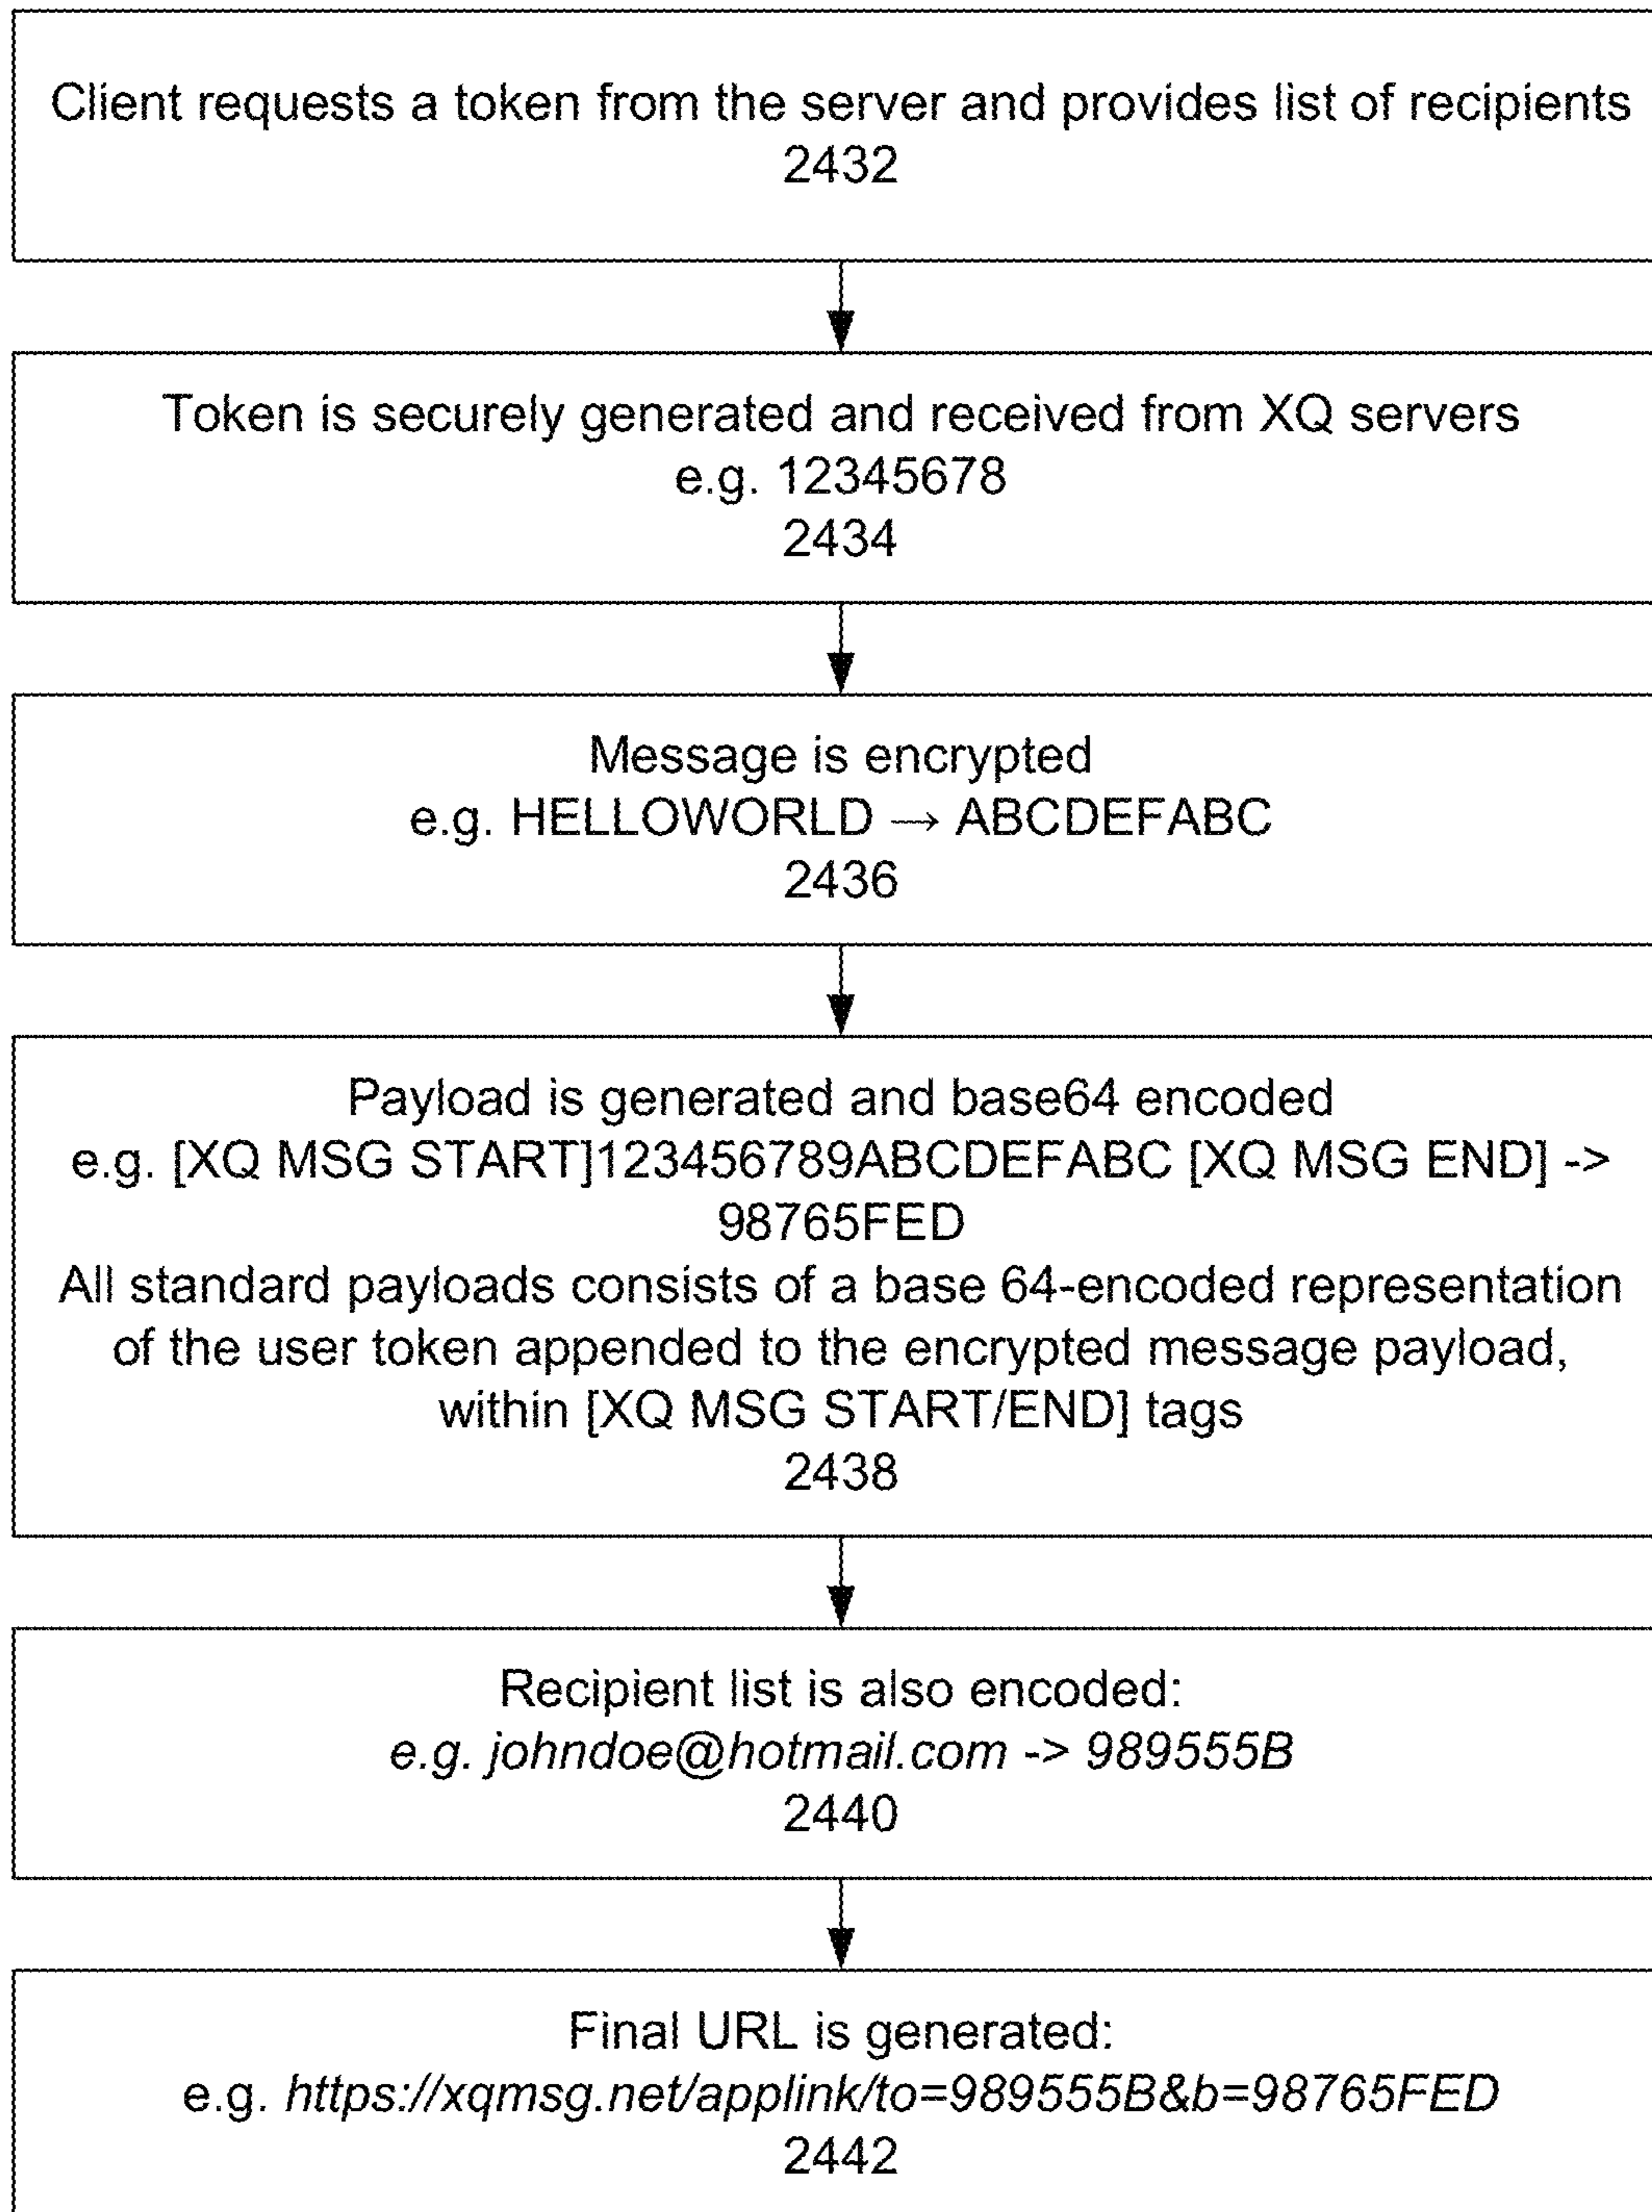 Client requests a token from the server and provides list of recipients
2432
Token is securely generated and received from XQ servers
e.g. 12345678
2434
Message is encrypted
e.g. HELLOWORLD → ABCDEFABC
2436
Payload is generated and base64 encoded
e.g. [XQ MSG START]123456789ABCDEFABC [XQ MSG END] ->
98765FED
All standard payloads consists of a base 64-encoded representation
of the user token appended to the encrypted message payload,
within [XQ MSG START/END] tags
2438
Recipient list is also encoded:
e.g. johndoe@hotmail.com -> 989555B
2440
Final URL is generated:
e.g. https://xqmsg.net/applink/to=989555B&b=98765FED
2442